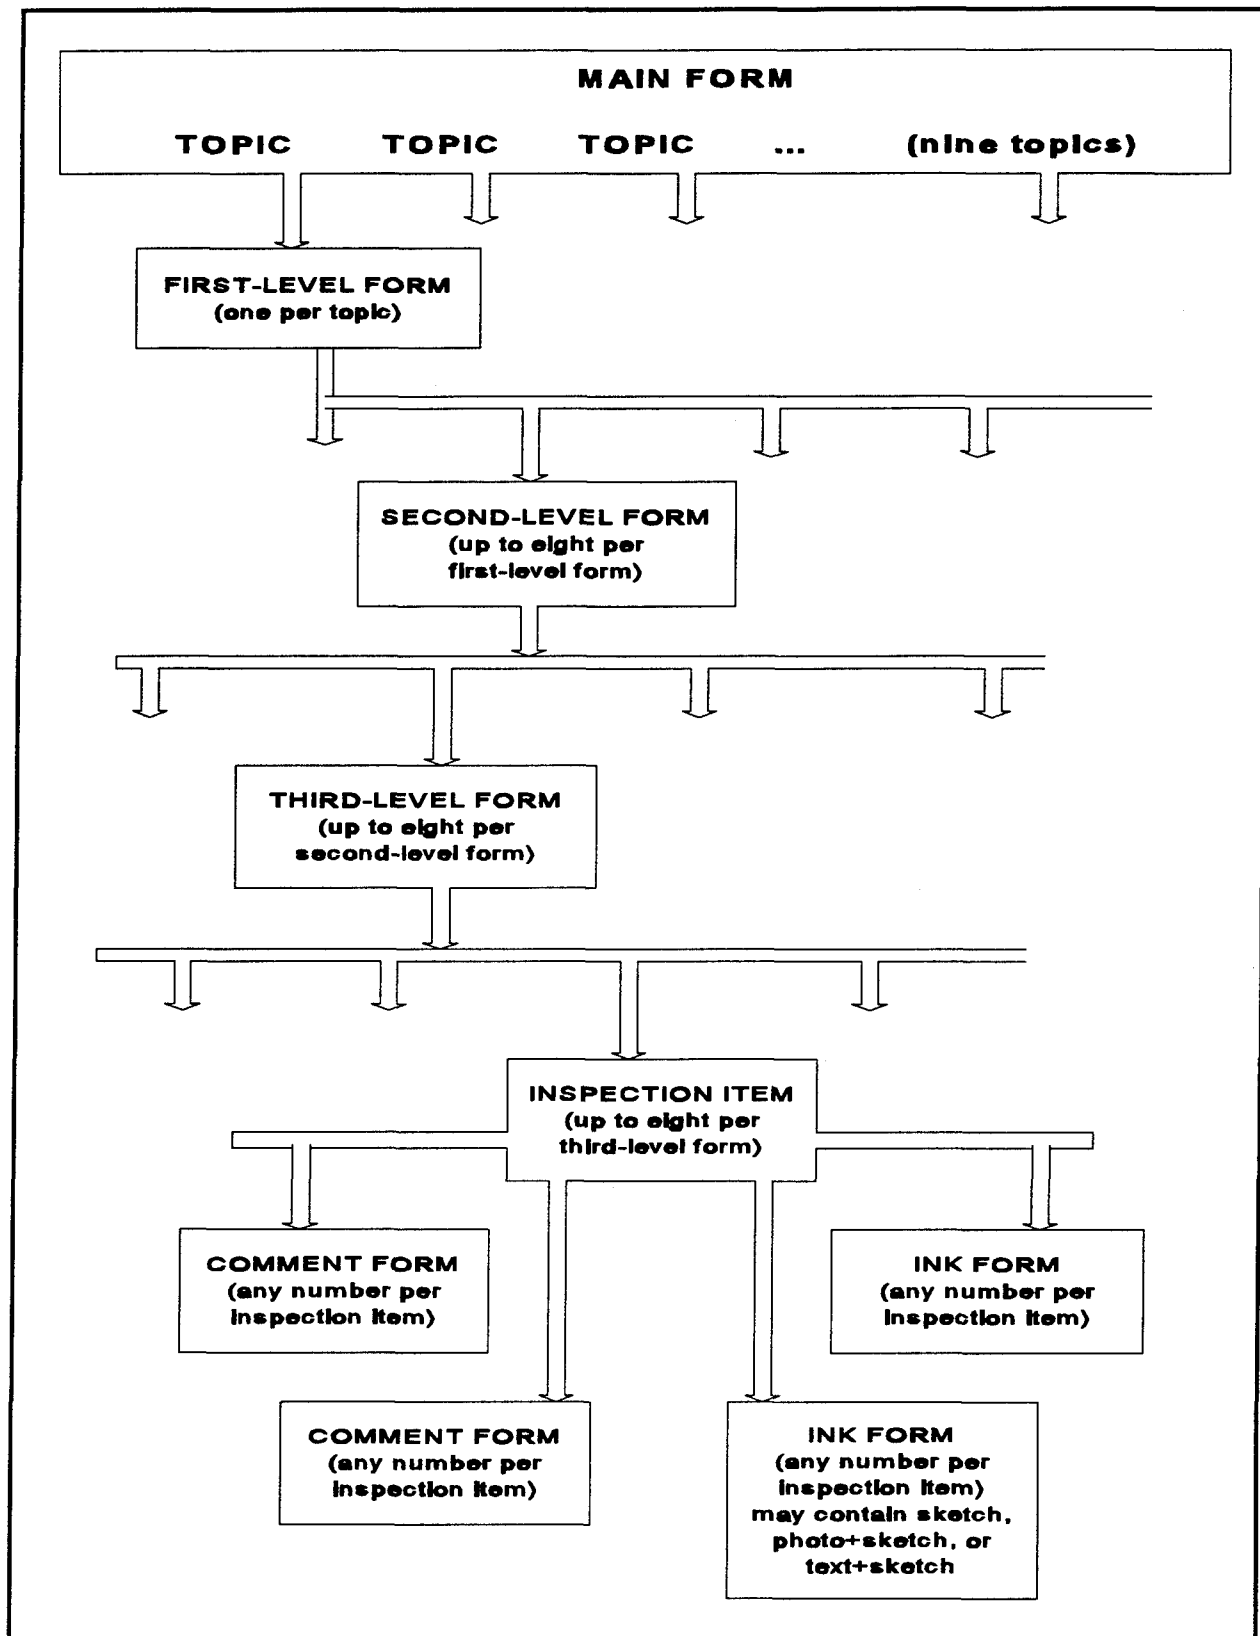 MAIN FORM
TOPIC TOPIC TOPIC ... (nine topics)
FIRST-LEVEL FORM
(one per topic)
SECOND-LEVEL FORM
(up to eight per
first-level form)
THIRD-LEVEL FORM
(up to eight per
second-level form)
INSPECTION ITEM
(up to eight per
third-level form)
COMMENT FORM
(any number per
inspection item)
INK FORM
(any number per
inspection item)
COMMENT FORM
(any number per
inspection item)
INK FORM
(any number per
inspection item)
may contain sketch,
photo+sketch, or
text+sketch